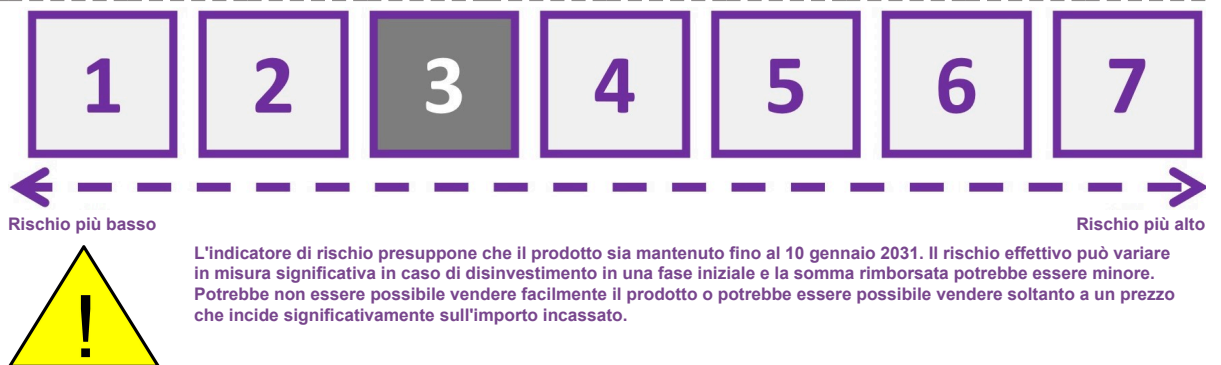 1 2 3 4 5 6 7
Rischio più basso Rischio più alto
L'indicatore di rischio presuppone che il prodotto sia mantenuto fino al 10 gennaio 2031. Il rischio effettivo può variare
in misura significativa in caso di disinvestimento in una fase iniziale e la somma rimborsata potrebbe essere minore.
Potrebbe non essere possibile vendere facilmente il prodotto o potrebbe essere possibile vendere soltanto a un prezzo
che incide significativamente sull'importo incassato.
!